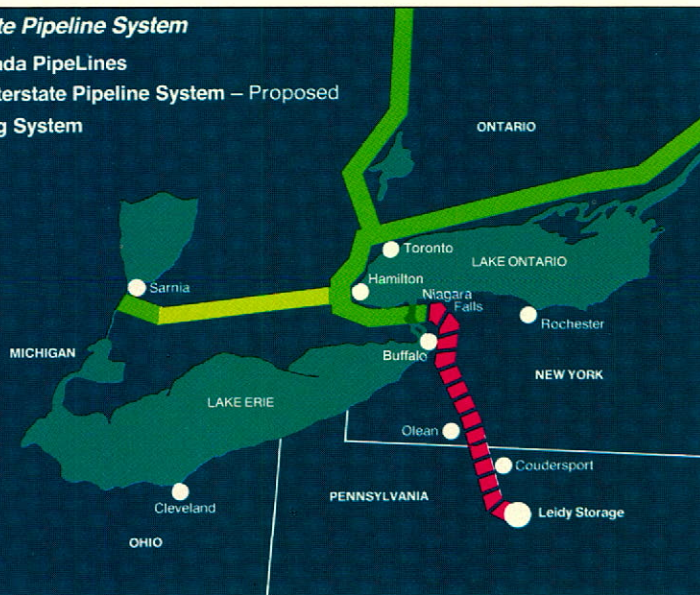 te Pipeline System
ada PipeLines
terstate Pipeline System – Proposed
g System
ONTARIO
Toronto
LAKE ONTARIO
Hamilton
Sarnia
Niagara
Falls
Rochester
MICHIGAN
Buffalo
NEW YORK
LAKE ERIE
Olean
Coudersport
Cleveland
PENNSYLVANIA
Leidy Storage
OHIO